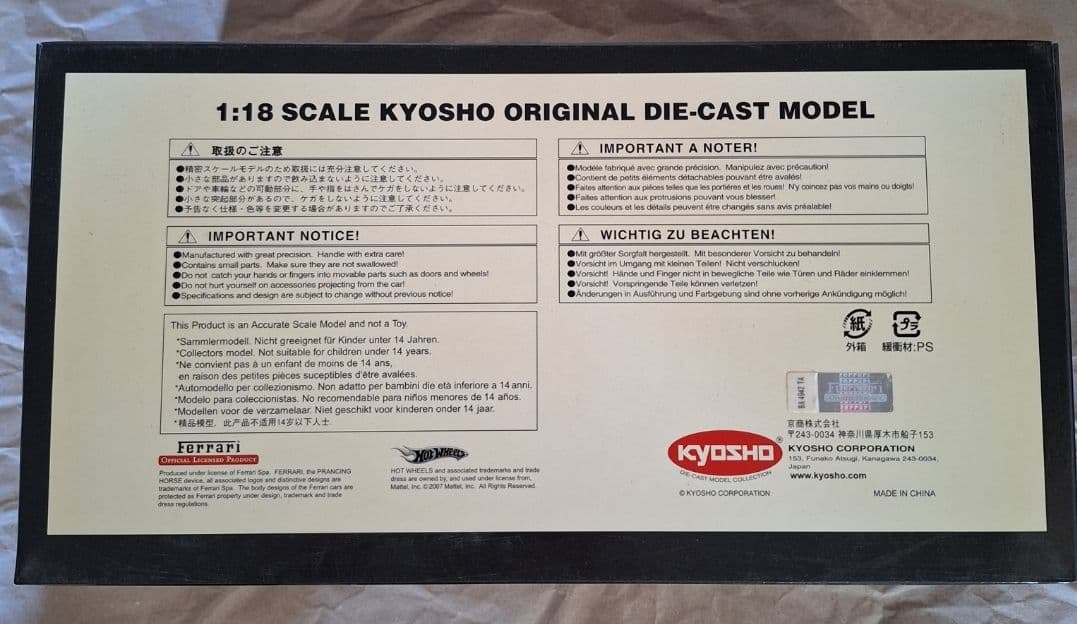 1:18 SCALE KYOSHO ORIGINAL DIE-CAST MODEL
取扱のご注意
●精密スケールモデルのため取扱には充分注意してください。
●小さな部品がありますので飲み込まないように注意してください。
●ドアや車輪などの可動部分に、手や指をはさんでケガをしないように注意してください。
●小さな突起部分があるので、ケガをしないように注意してください。
●予告なく仕様・色等を変更する場合がありますのでご了承ください。
IMPORTANT A NOTER!
●Modèle fabriqué avec grande précision. Manipulez avec précaution!
●Contient de petits éléments détachables pouvant être avalés!
●Faites attention aux pièces telles que les portières et les roues! N'y coincez pas vos mains ou doigts!
●Faites attention aux protrusions pouvant vous blesser!
●Les couleurs et les détails peuvent être changés sans avis préalable!
IMPORTANT NOTICE!
●Manufactured with great precision. Handle with extra care!
●Contains small parts. Make sure they are not swallowed!
●Do not catch your hands or fingers into movable parts such as doors and wheels!
●Do not hurt yourself on accessories projecting from the car!
●Specifications and design are subject to change without previous notice!
WICHTIG ZU BEACHTEN!
●Mit größter Sorgfalt hergestellt. Mit besonderer Vorsicht zu behandeln!
●Vorsicht im Umgang mit kleinen Teilen! Nicht verschlucken!
●Vorsicht! Hände und Finger nicht in bewegliche Teile wie Türen und Räder einklemmen!
●Vorsicht! Vorspringende Teile können verletzen!
●Änderungen in Ausführung und Farbgebung sind ohne vorherige Ankündigung möglich!
This Product is an Accurate Scale Model and not a Toy.
*Sammlermodell. Nicht geeignet für Kinder unter 14 Jahren.
*Collectors model. Not suitable for children under 14 years.
*Ne convient pas à un enfant de moins de 14 ans,
en raison des petites pièces suceptibles d'être avalées.
*Automodello per collezionismo. Non adatto per bambini die età inferiore a 14 anni.
*Modelo para coleccionistas. No recomendable para niños menores de 14 años.
*Modellen voor de verzamelaar. Niet geschikt voor kinderen onder 14 jaar.
*精品模型，此产品不适用14岁以下人士.
紙
外箱
プラ
緩衝材:PS
BA 4942 TA
Ferrari
OFFICIAL LICENSED PRODUCT
Produced under license of Ferrari Spa. FERRARI, the PRANCING
HORSE device, all associated logos and distinctive designs are
trademarks of Ferrari Spa. The body designs of the Ferrari cars are
protected as Ferrari property under design, trademark and trade
dress regulations.
Hot Wheels
HOT WHEELS and associated trademarks and trade
dress are owned by, and used under license from,
Mattel, Inc. ©2007 Mattel, Inc. All Rights Reserved.
KYOSHO®
DIE-CAST MODEL COLLECTION
© KYOSHO CORPORATION
京商株式会社
〒243-0034 神奈川県厚木市船子153
KYOSHO CORPORATION
153, Funako Atsugi, Kanagawa 243-0034,
Japan
www.kyosho.com
MADE IN CHINA